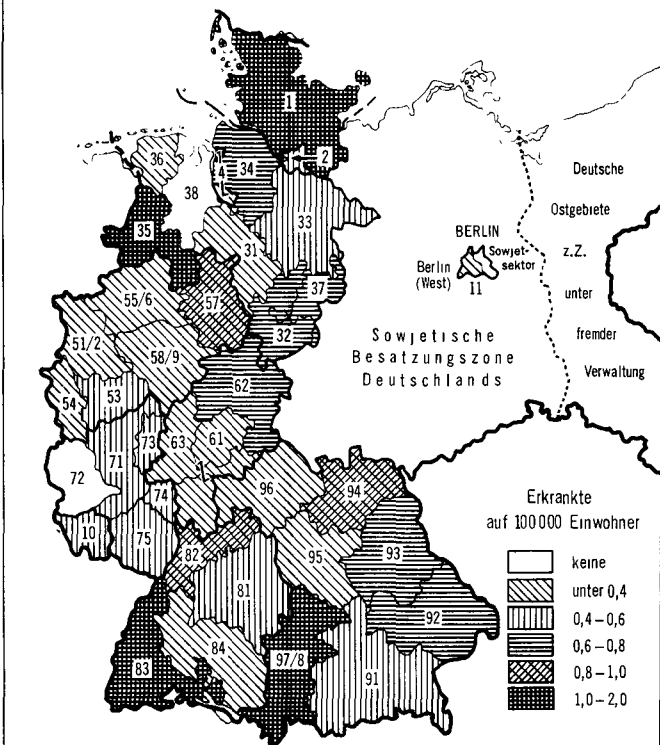 1
2
36
4
34
38
35
33
31
37
55/6
57
32
51/2
58/9
62
54
53
73
63
61
71
72
74
96
94
10
75
82
95
93
81
92
84
83
97/8
91
BERLIN
Sowjet-
sektor
Berlin
(West)
11
Sowjetische
Besatzungszone
Deutschlands
Deutsche
Ostgebiete
z.Z.
unter
fremder
Verwaltung
Erkrankte
auf 100000 Einwohner
keine
unter 0,4
0,4–0,6
0,6–0,8
0,8–1,0
1,0–2,0